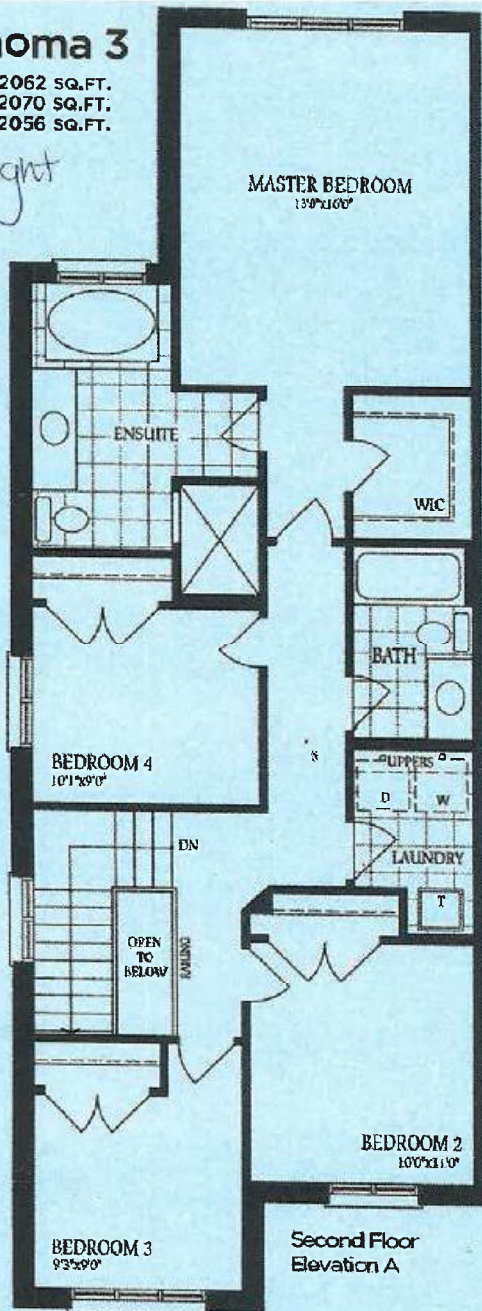 oma 3
2062 SQ.FT.
2070 SQ.FT.
2056 SQ.FT.
MASTER BEDROOM
13'0"x16'0"
ENSUITE
WIC
BATH
BEDROOM 4
10'1"x9'0"
S
UPPERS
D W
LAUNDRY
T
DN
OPEN
TO
BELOW
RAILING
BEDROOM 2
10'0"x11'0"
BEDROOM 3
9'3"x9'0"
Second Floor
Elevation A